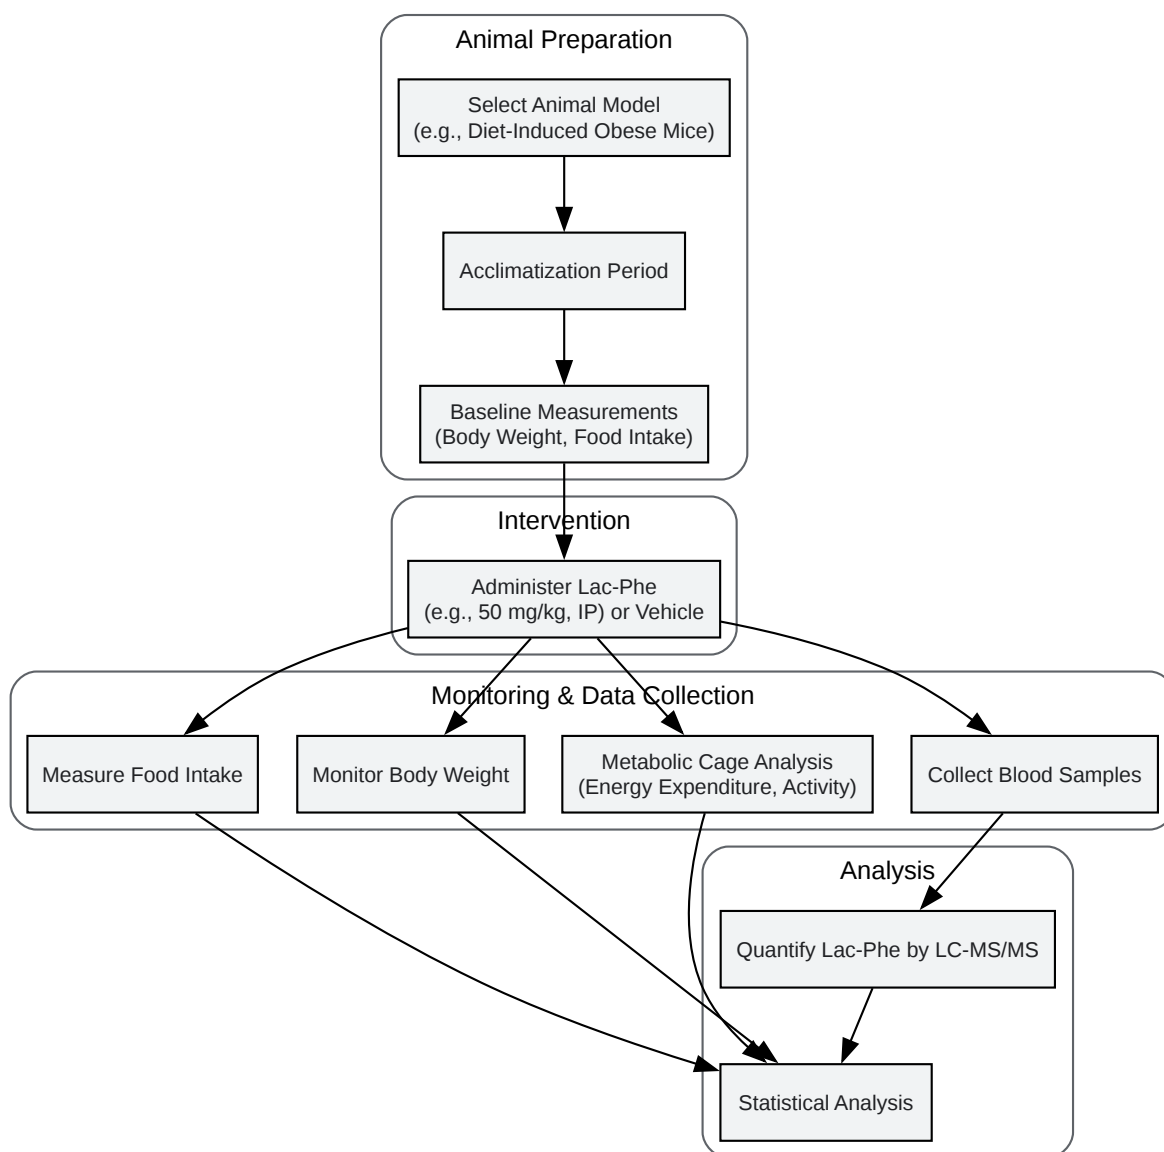 Animal Preparation
Select Animal Model
(e.g., Diet-Induced Obese Mice)
Acclimatization Period
Baseline Measurements
(Body Weight, Food Intake)
Intervention
Administer Lac-Phe
(e.g., 50 mg/kg, IP) or Vehicle
Monitoring & Data Collection
Measure Food Intake
Monitor Body Weight
Metabolic Cage Analysis
(Energy Expenditure, Activity)
Collect Blood Samples
Analysis
Quantify Lac-Phe by LC-MS/MS
Statistical Analysis